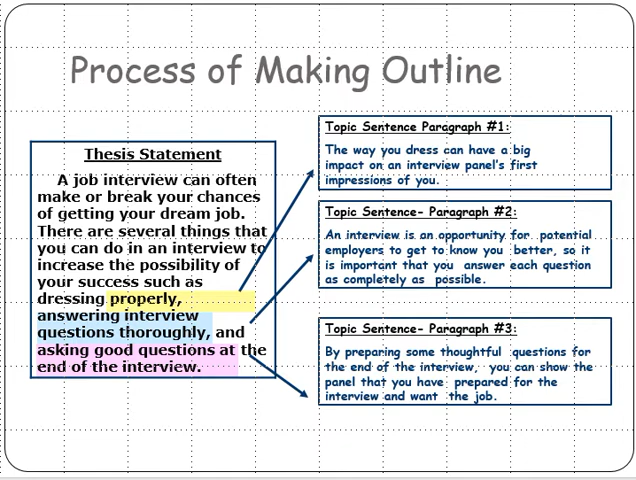 Process of Making Outline
Thesis Statement
A job interview can often
make or break your chances
of getting your dream job.
There are several things that
you can do in an interview to
increase the possibility of
your success such as
dressing properly,
answering interview
questions thoroughly, and
asking good questions at the
end of the interview.
Topic Sentence Paragraph #1:
The way you dress can have a big
impact on an interview panel's first
impressions of you.
Topic Sentence- Paragraph #2:
An interview is an opportunity for potential
employers to get to know you better, so it
is important that you answer each question
as completely as possible.
Topic Sentence- Paragraph #3:
By preparing some thoughtful questions for
the end of the interview, you can show the
panel that you have prepared for the
interview and want the job.